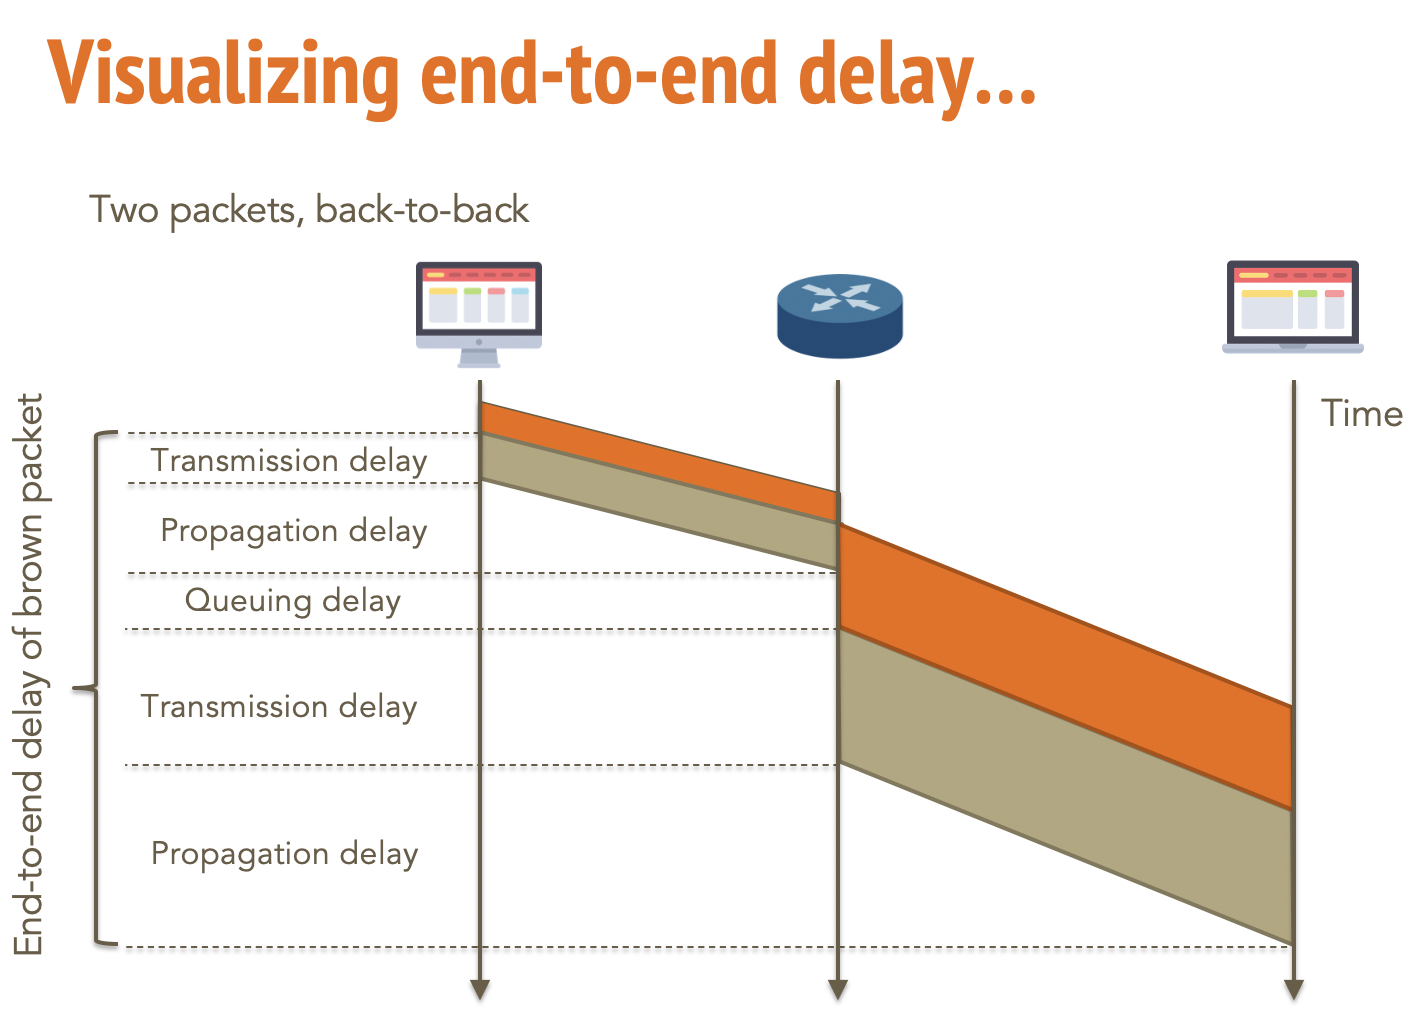 Visualizing end-to-end delay...
Two packets, back-to-back
Time
End-to-end delay of brown packet
Transmission delay
Propagation delay
Queuing delay
Transmission delay
Propagation delay